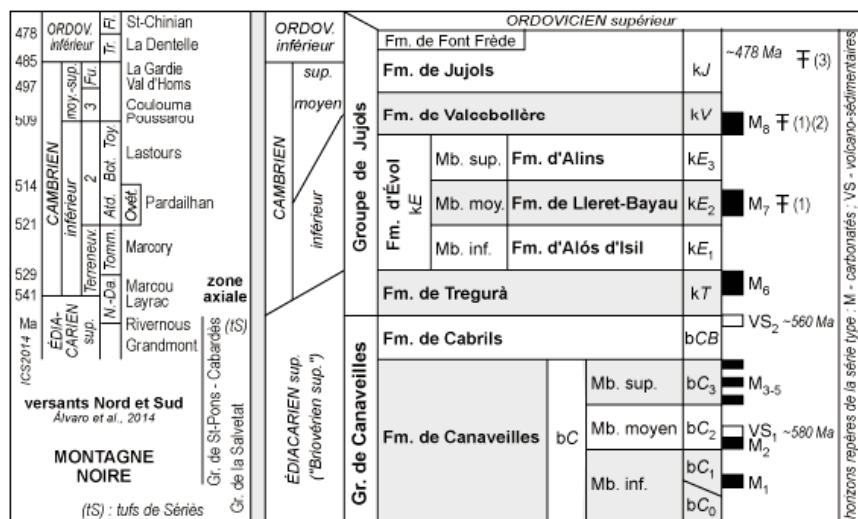 ORDOVICIEN supérieur
478
ORDOV.
inférieur
Fl.
St-Chinian
Tr.
La Dentelle
485
ORDOV.
inférieur
Fm. de Font Frède
~478 Ma
(3)
CAMBRIEN
moy.-sup.
Fu.
La Gardie
Val d'Homs
497
3
Coulouma
Poussarou
509
sup.
moyen
Fm. de Jujols
kJ
Fm. de Valcebollère
kV
M8
(1)(2)
inférieur
2
Toy.
Bot.
Lastours
514
Atd.
Ovét.
Pardailhan
521
Terreneuv.
Tomm.
Marcory
529
N.-Da.
Marcou
Layrac
541
CAMBRIEN
inférieur
Groupe de Jujols
Fm. d'Évol
kE
Mb. sup.
Fm. d'Alins
kE3
Mb. moy.
Fm. de Lleret-Bayau
kE2
M7
(1)
Mb. inf.
Fm. d'Alós d'Isil
kE1
Fm. de Tregurà
kT
M6
zone
axiale
Ma
ÉDIA-
CARIEN
sup.
Rivernous
(tS)
Grandmont
ICS2014
ÉDIACARIEN sup.
("Briovérien sup.")
Gr. de Canaveilles
Fm. de Cabrils
bCB
VS2 ~560 Ma
Fm. de Canaveilles
bC
Mb. sup.
bC3
M3-5
Mb. moyen
bC2
VS1 ~580 Ma
M2
Mb. inf.
bC1
M1
bC0
versants Nord et Sud
Álvaro et al., 2014
MONTAGNE
NOIRE
(tS) : tufs de Sériès
Gr. de St-Pons - Cabardès
Gr. de la Salvetat
horizons repères de la série type : M - carbonatés ; VS - volcano-sédimentaires